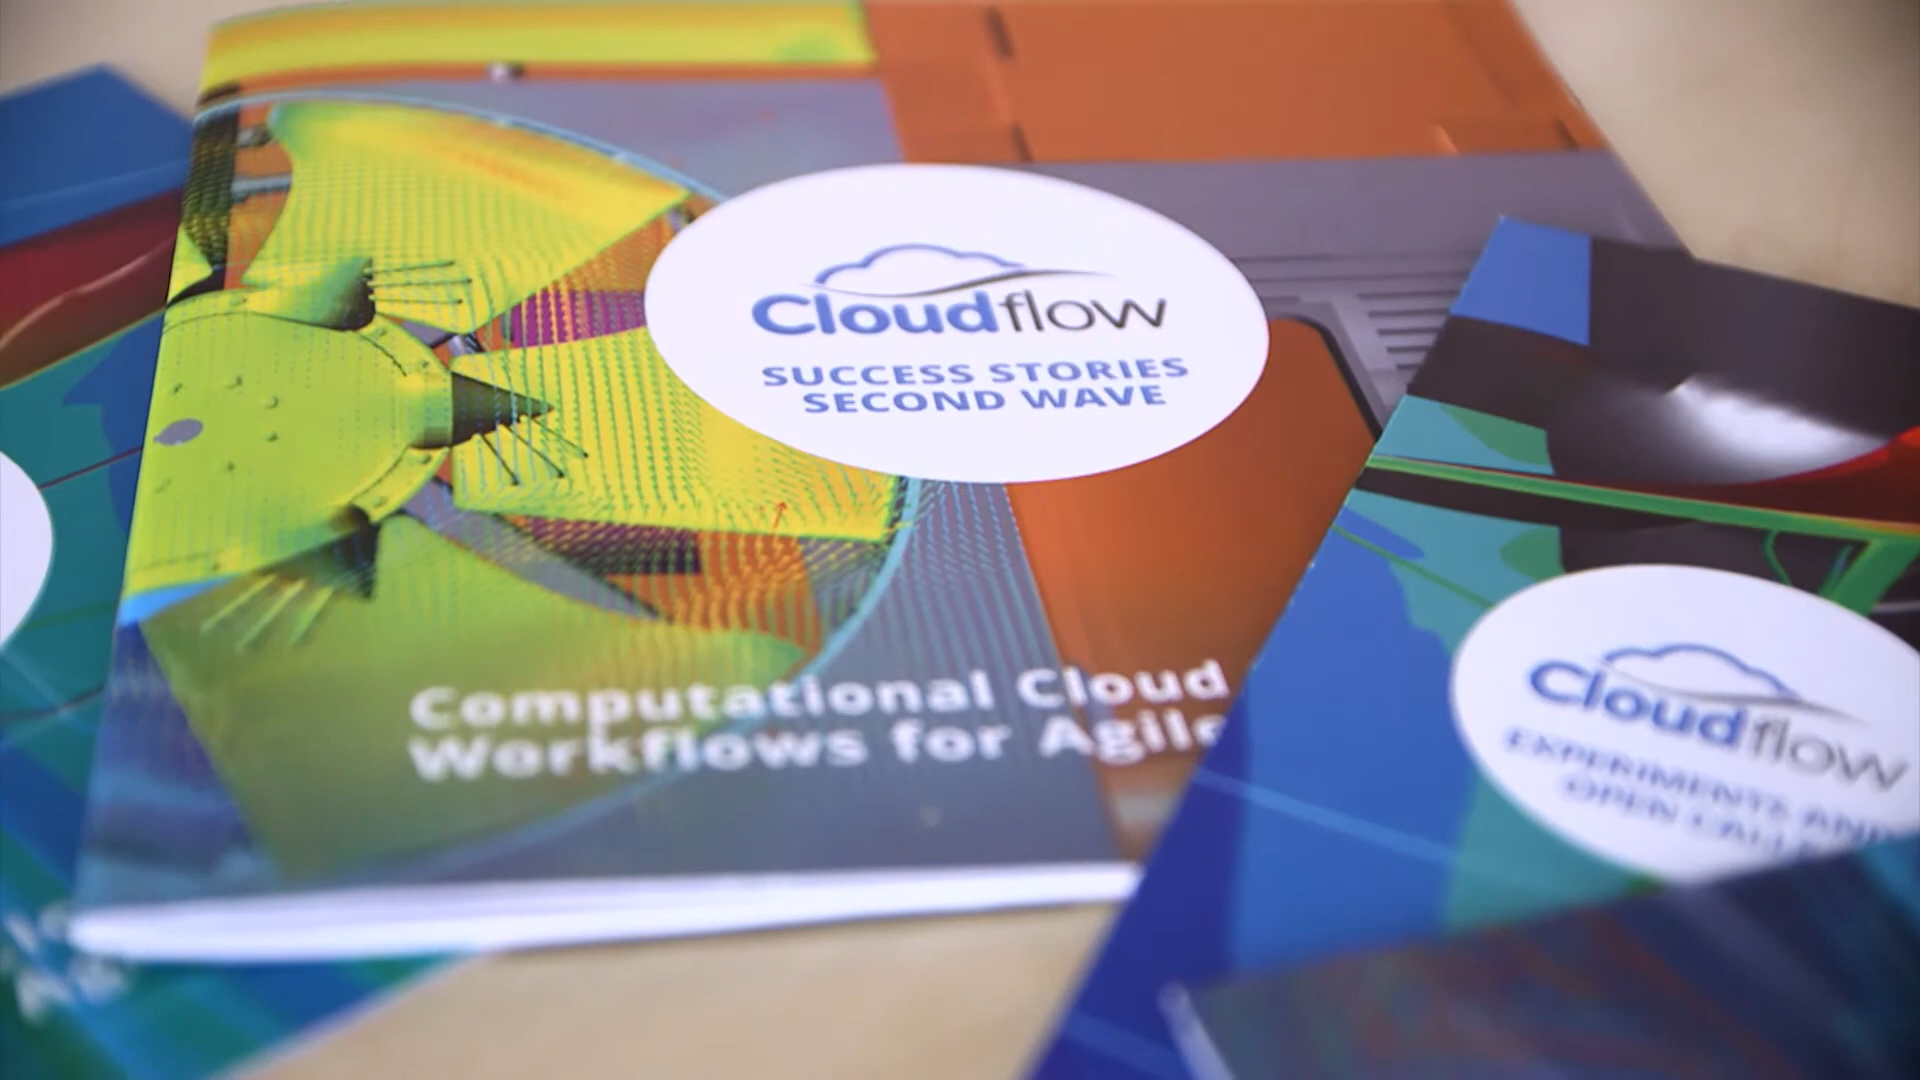 Cloudflow
SUCCESS STORIES
SECOND WAVE
Computational Cloud
Workflows for Agile
Cloudflow
EXPERIMENTS AND
OPEN CALL